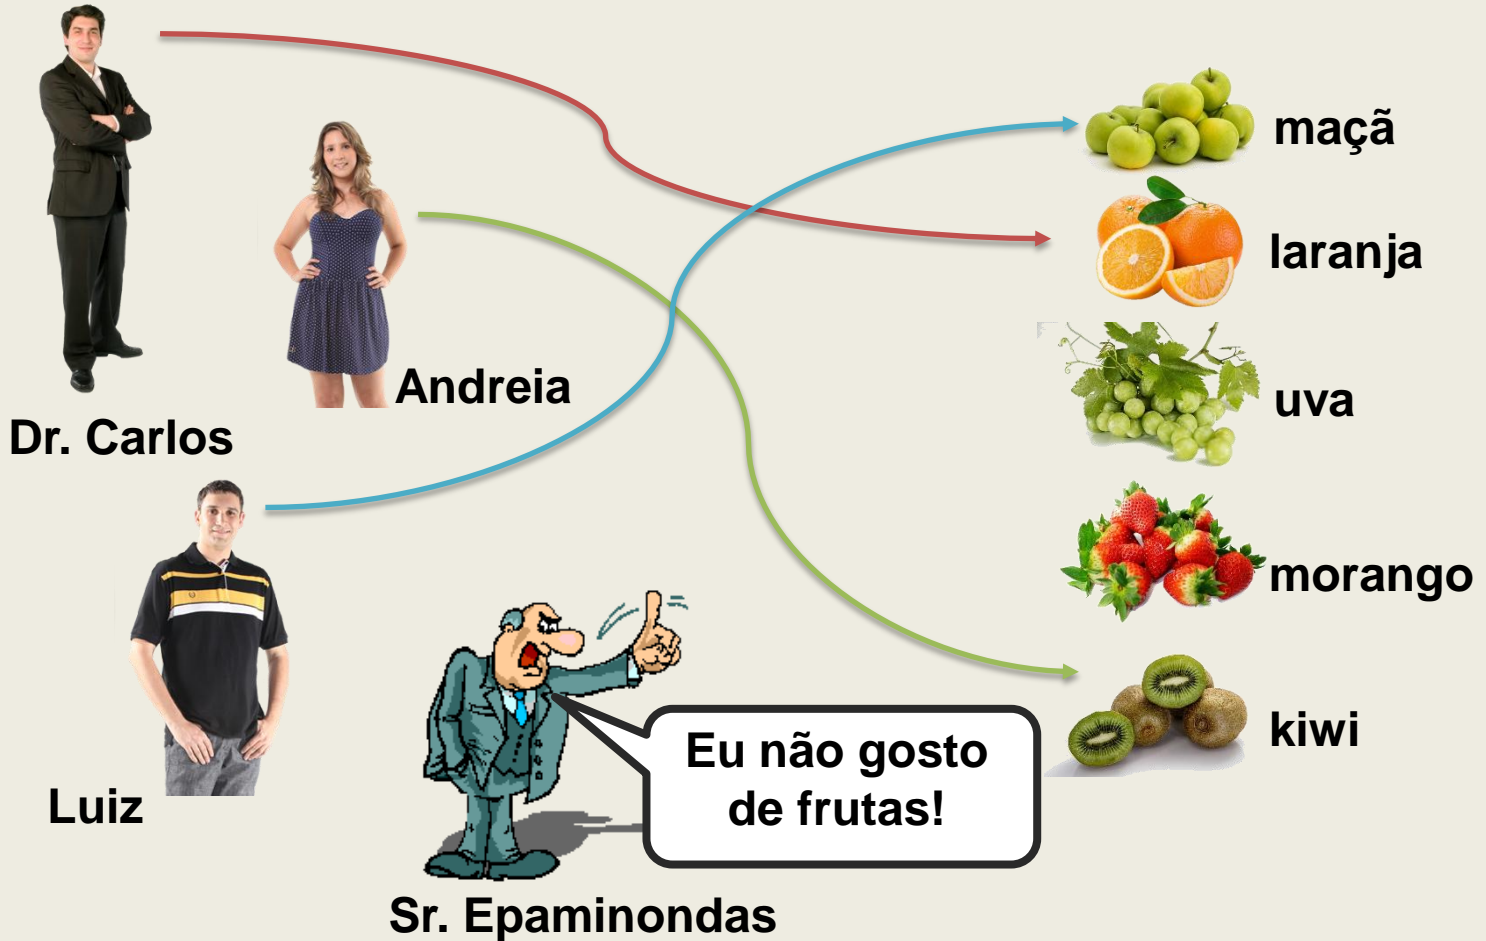 Dr. Carlos
Andreia
Luiz
Sr. Epaminondas
Eu não gosto
de frutas!
maçã
laranja
uva
morango
kiwi